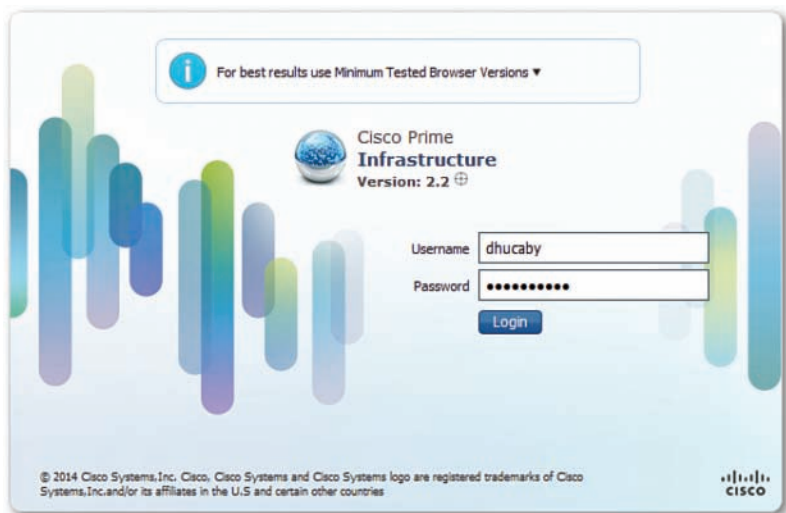 For best results use Minimum Tested Browser Versions ▼
Cisco Prime
Infrastructure
Version: 2.2
Username dhucaby
Password ••••••••••
Login
© 2014 Cisco Systems,Inc. Cisco, Cisco Systems and Cisco Systems logo are registered trademarks of Cisco
Systems,Inc.and/or its affiliates in the U.S and certain other countries
CISCO